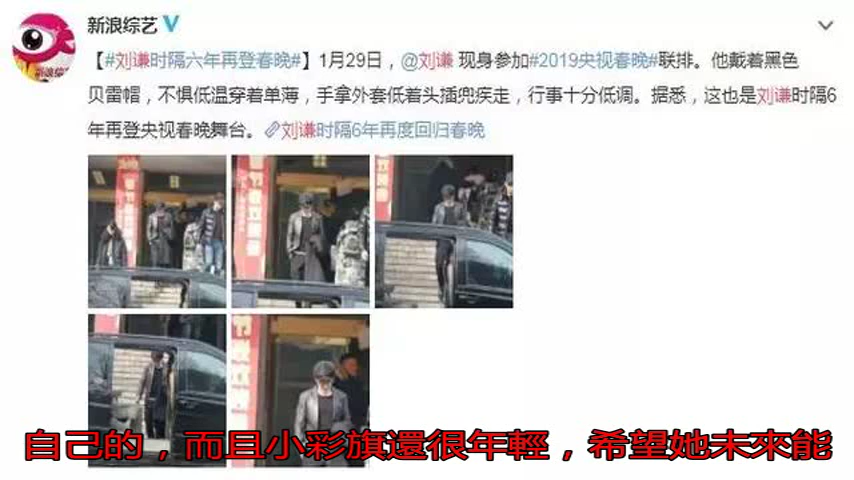 新浪综艺
【#刘谦时隔六年再登春晚#】1月29日，@刘谦 现身参加#2019央视春晚#联排。他戴着黑色
贝雷帽，不惧低温穿着单薄，手拿外套低着头插兜疾走，行事十分低调。据悉，这也是刘谦时隔6
年再登央视春晚舞台。刘谦时隔6年再度回归春晚
自己的，而且小彩旗還很年輕，希望她未來能